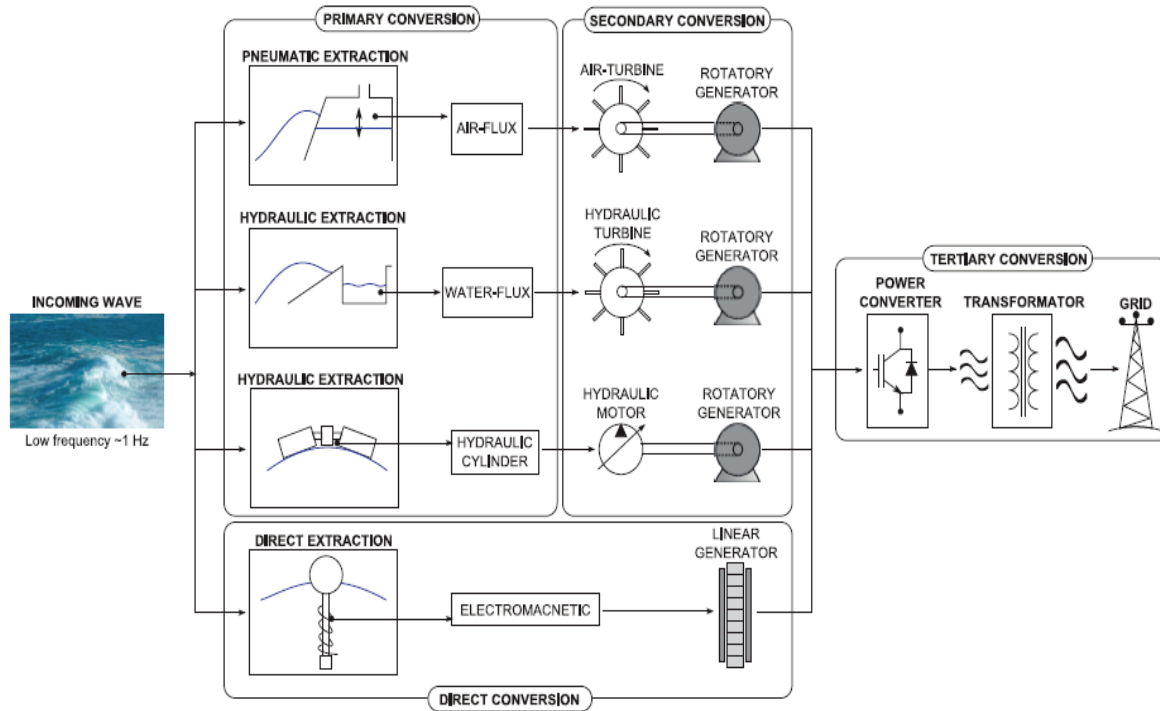 PRIMARY CONVERSION
SECONDARY CONVERSION
PNEUMATIC EXTRACTION
AIR-FLUX
AIR-TURBINE
ROTATORY
GENERATOR
HYDRAULIC EXTRACTION
WATER-FLUX
HYDRAULIC
TURBINE
ROTATORY
GENERATOR
INCOMING WAVE
Low frequency ~1 Hz
HYDRAULIC EXTRACTION
HYDRAULIC
CYLINDER
HYDRAULIC
MOTOR
ROTATORY
GENERATOR
TERTIARY CONVERSION
POWER
CONVERTER
TRANSFORMATOR
GRID
DIRECT EXTRACTION
ELECTROMACNETIC
LINEAR
GENERATOR
DIRECT CONVERSION